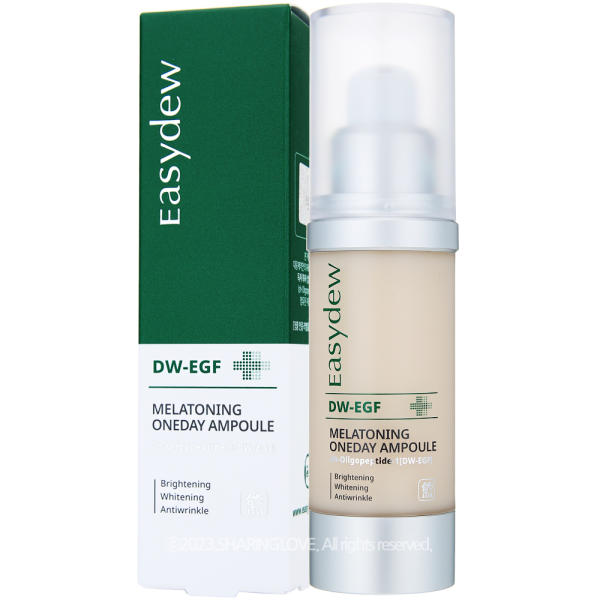 Easydew
DW-EGF
MELATONING
ONEDAY AMPOULE
Brightening
Whitening
Antiwrinkle
Easydew
DW-EGF
MELATONING
ONEDAY AMPOULE
-Oligopeptide-1[DW-EGF]
Brightening
Whitening
Antiwrinkle
ⓒ2023.SHARINGLOVE, All rights reserved.